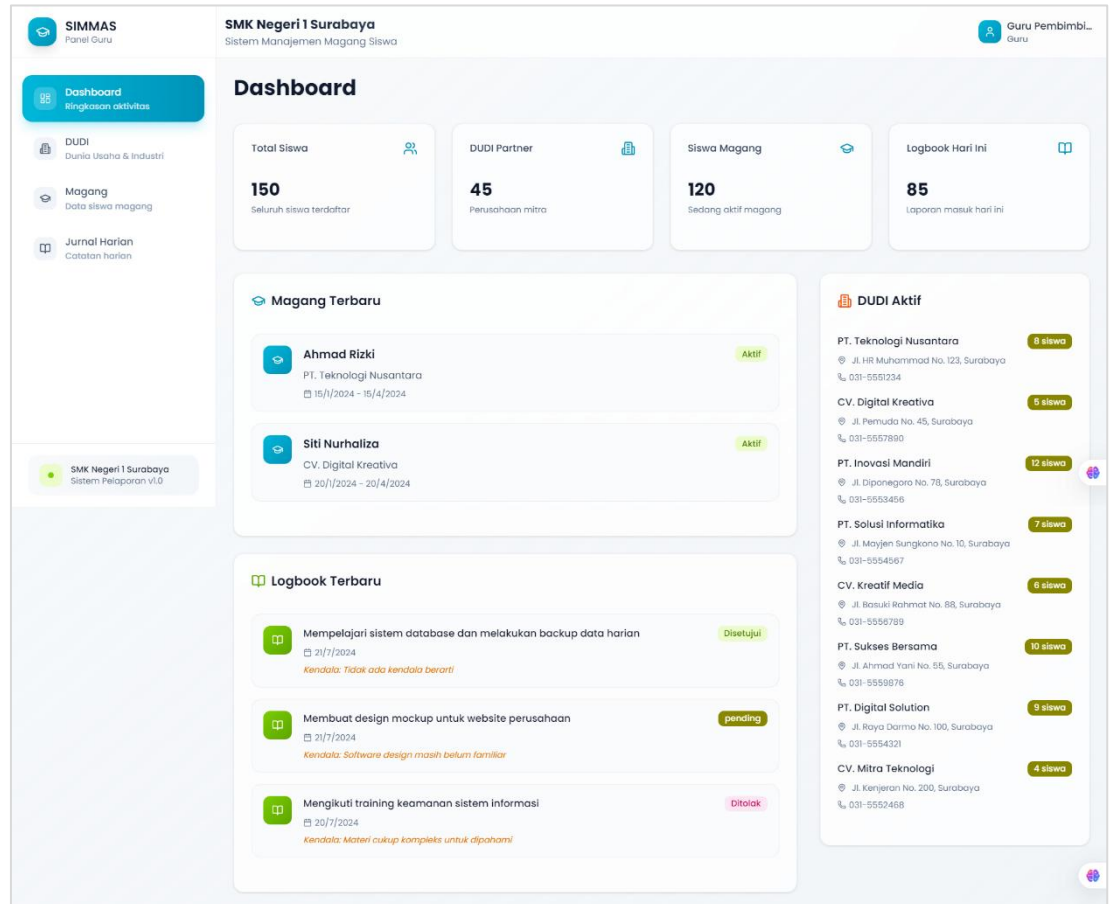 SIMMAS
Panel Guru
SMK Negeri 1 Surabaya
Sistem Manajemen Magang Siswa
Guru Pembimbi...
Guru
Dashboard
Ringkasan aktivitas
DUDI
Dunia Usaha & Industri
Magang
Data siswa magang
Jurnal Harian
Catatan harian
SMK Negeri 1 Surabaya
Sistem Pelaporan v1.0
Dashboard
Total Siswa
150
Seluruh siswa terdaftar
DUDI Partner
45
Perusahaan mitra
Siswa Magang
120
Sedang aktif magang
Logbook Hari Ini
85
Laporan masuk hari ini
Magang Terbaru
Ahmad Rizki
Aktif
PT. Teknologi Nusantara
15/1/2024 - 15/4/2024
Siti Nurhaliza
Aktif
CV. Digital Kreativa
20/1/2024 - 20/4/2024
Logbook Terbaru
Mempelajari sistem database dan melakukan backup data harian
Disetujui
21/7/2024
Kendala: Tidak ada kendala berarti
Membuat design mockup untuk website perusahaan
pending
21/7/2024
Kendala: Software design masih belum familiar
Mengikuti training keamanan sistem informasi
Ditolak
20/7/2024
Kendala: Materi cukup kompleks untuk dipahami
DUDI Aktif
PT. Teknologi Nusantara
8 siswa
Jl. HR Muhammad No. 123, Surabaya
031-5551234
CV. Digital Kreativa
5 siswa
Jl. Pemuda No. 45, Surabaya
031-5557890
PT. Inovasi Mandiri
12 siswa
Jl. Diponegoro No. 78, Surabaya
031-5553456
PT. Solusi Informatika
7 siswa
Jl. Mayjen Sungkono No. 10, Surabaya
031-5554567
CV. Kreatif Media
6 siswa
Jl. Basuki Rahmat No. 88, Surabaya
031-5556789
PT. Sukses Bersama
10 siswa
Jl. Ahmad Yani No. 55, Surabaya
031-5559876
PT. Digital Solution
9 siswa
Jl. Raya Darmo No. 100, Surabaya
031-5554321
CV. Mitra Teknologi
4 siswa
Jl. Kenjeran No. 200, Surabaya
031-5552468